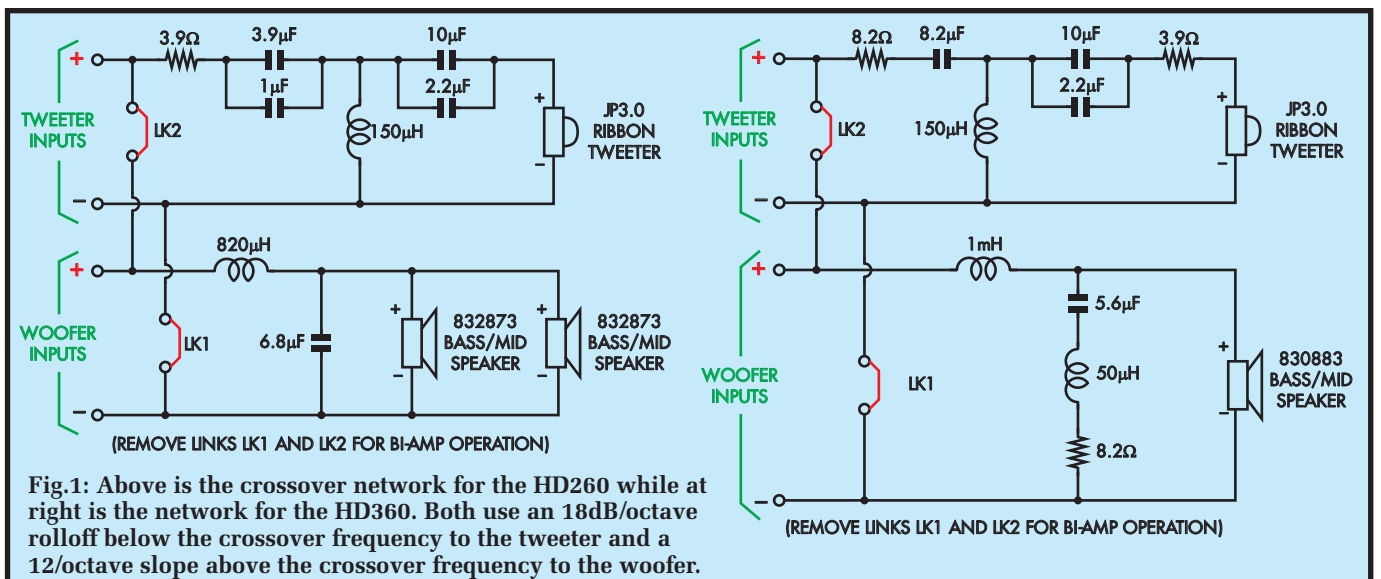 3.9Ω
3.9µF
1µF
10µF
2.2µF
+
TWEETER
INPUTS
LK2
150µH
+
−
JP3.0
RIBBON
TWEETER
−
820µH
+
WOOFER
INPUTS
LK1
6.8µF
+
−
832873
BASS/MID
SPEAKER
832873
BASS/MID
SPEAKER
−
(REMOVE LINKS LK1 AND LK2 FOR BI-AMP OPERATION)
Fig.1: Above is the crossover network for the HD260 while at
right is the network for the HD360. Both use an 18dB/octave
rolloff below the crossover frequency to the tweeter and a
12/octave slope above the crossover frequency to the woofer.
8.2Ω
8.2µF
10µF
2.2µF
3.9Ω
+
TWEETER
INPUTS
LK2
150µH
+
−
JP3.0
RIBBON
TWEETER
−
1mH
+
WOOFER
INPUTS
LK1
5.6µF
50µH
8.2Ω
+
−
830883
BASS/MID
SPEAKER
−
(REMOVE LINKS LK1 AND LK2 FOR BI-AMP OPERATION)